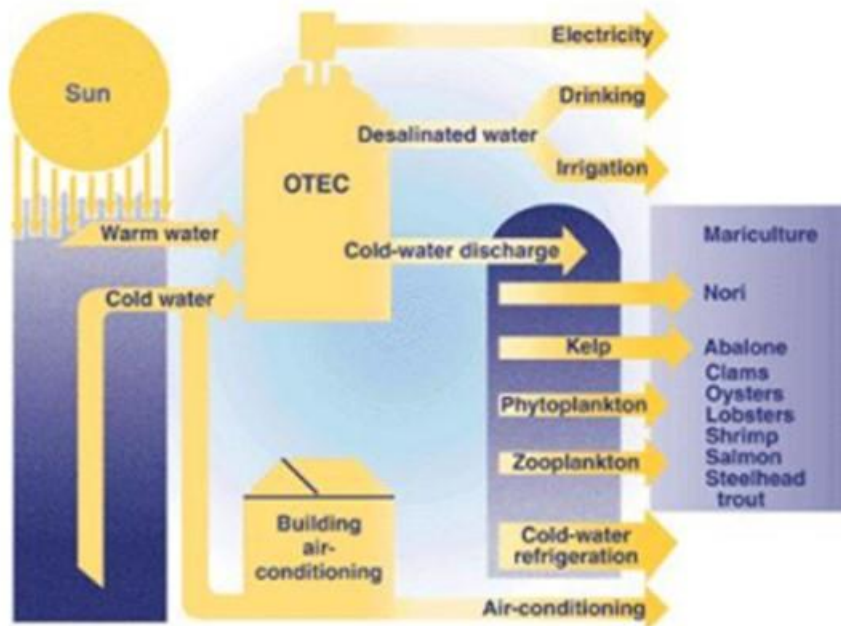 Sun
OTEC
Electricity
Drinking
Desalinated water
Irrigation
Warm water
Cold-water discharge
Cold water
Mariculture
Nori
Kelp
Abalone
Clams
Phytoplankton
Oysters
Lobsters
Shrimp
Zooplankton
Salmon
Steelhead
trout
Building
air-
conditioning
Cold-water
refrigeration
Air-conditioning